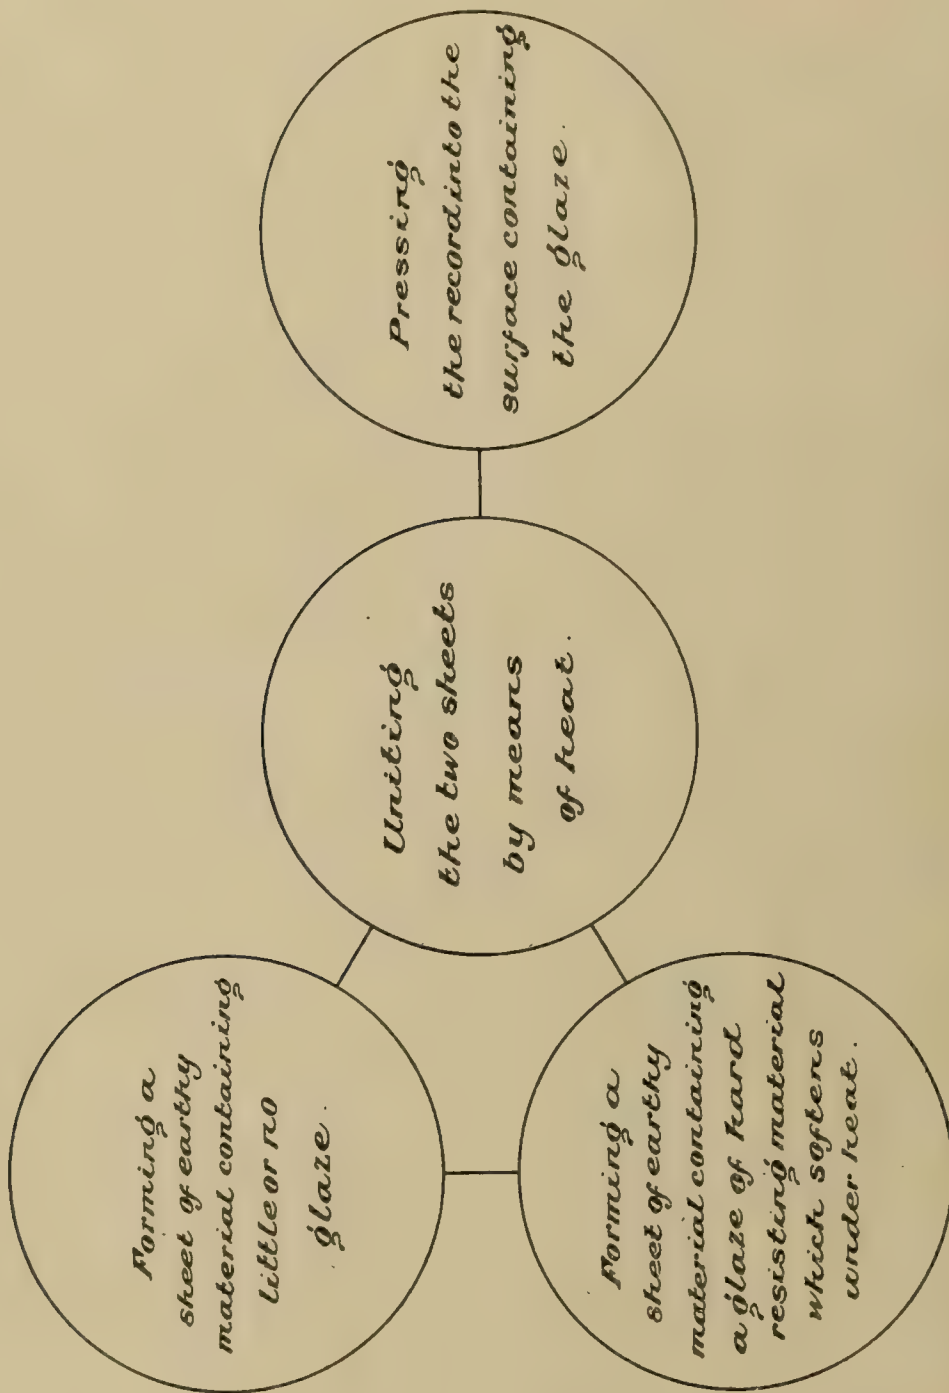 Forming a
sheet of earthy
material containing
little or no
glaze.
Forming a
sheet of earthy
material containing
a glaze of hard
resisting material
which softens
under heat.
Uniting
the two sheets
by means
of heat.
Pressing
the record into the
surface containing
the glaze.